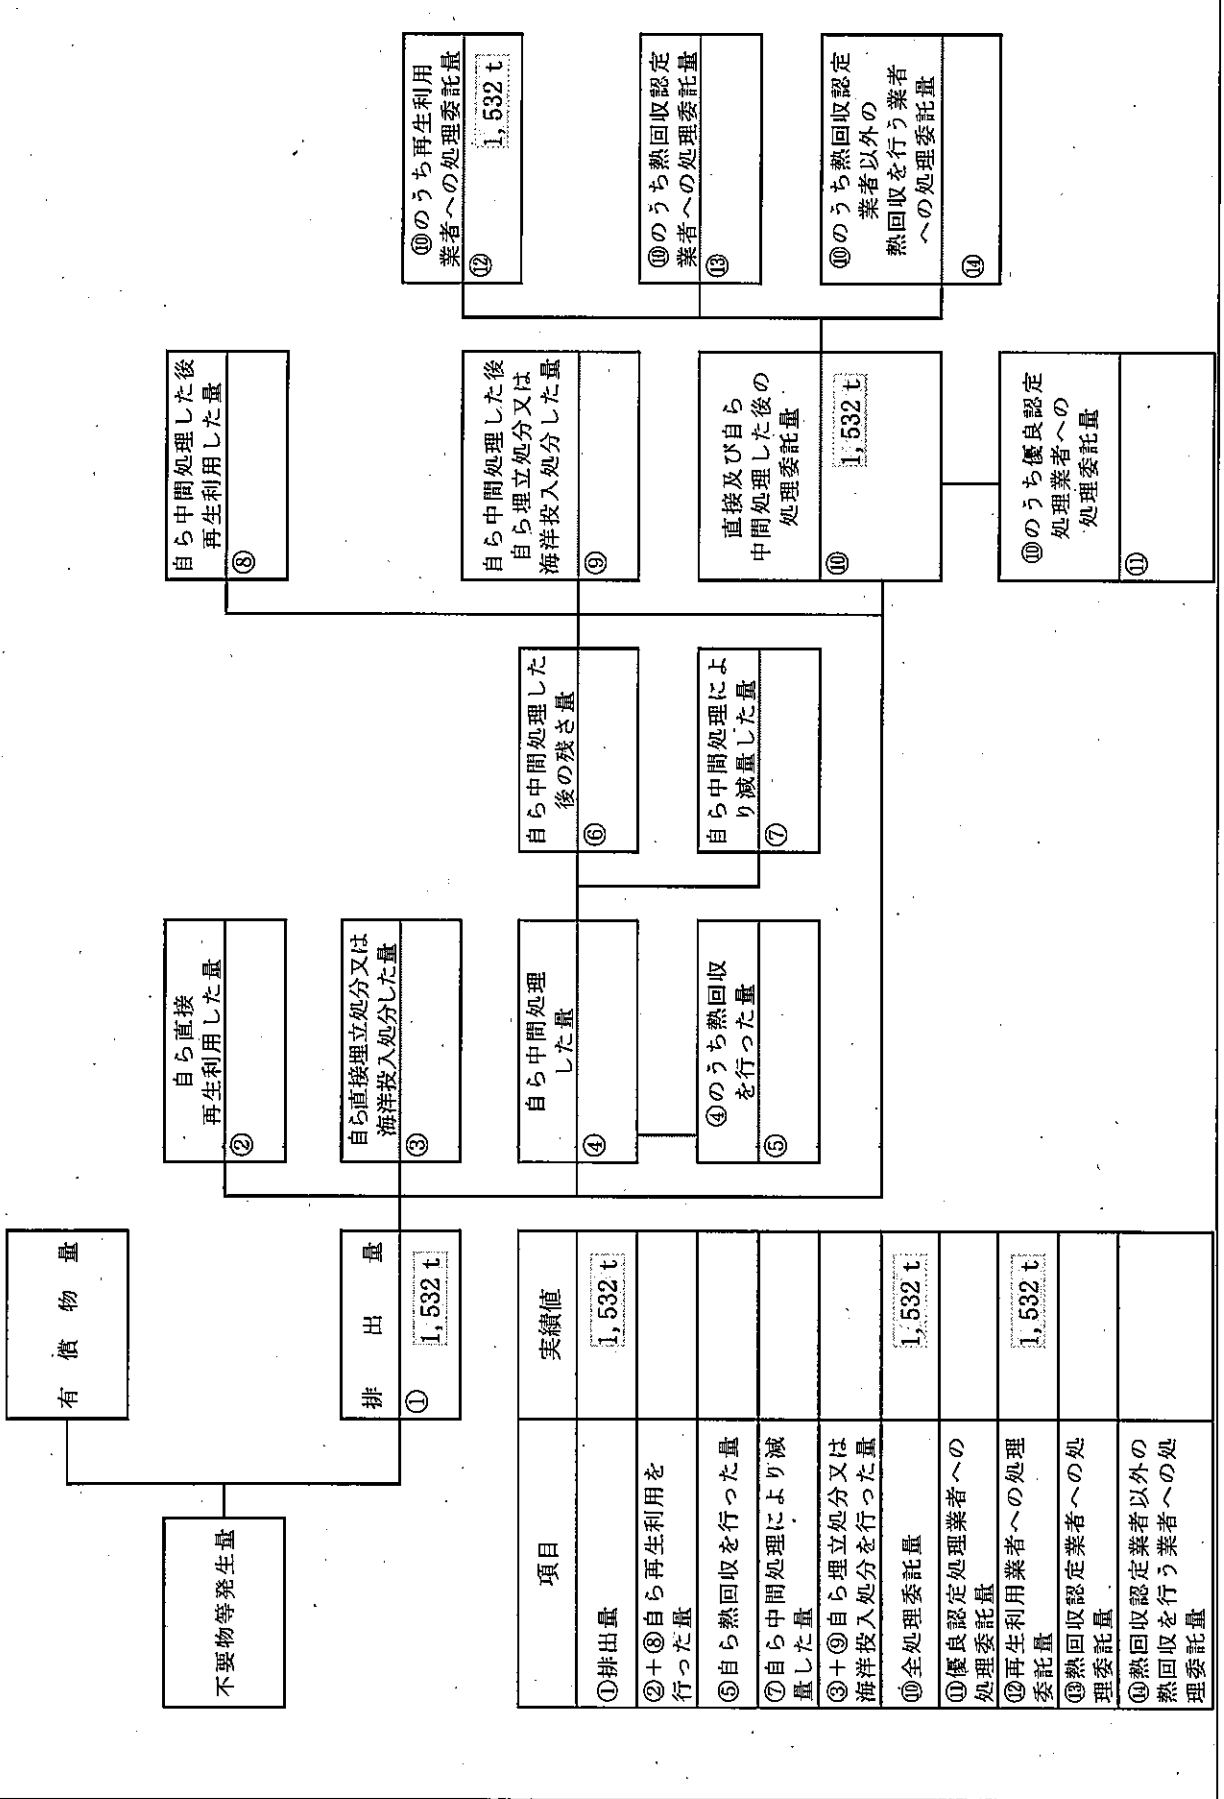 不要物等発生量
有償物量
排出量
①
1,532 t
自ら直接
再生利用した量
②
自ら直接埋立処分又は
海洋投入処分した量
③
自ら中間処理
した量
④
④のうち熱回収
を行った量
⑤
自ら中間処理した
後の残さ量
⑥
自ら中間処理によ
り減量した量
⑦
自ら中間処理した後
再生利用した量
⑧
自ら中間処理した後
自ら埋立処分又は
海洋投入処分した量
⑨
直接及び自ら
中間処理した後の
処理委託量
⑩
1,532 t
⑩のうち優良認定
処理業者への
処理委託量
⑪
⑩のうち再生利用
業者への処理委託量
⑫
1,532 t
⑩のうち熱回収認定
業者への処理委託量
⑬
⑩のうち熱回収認定
業者以外の
熱回収を行う業者
への処理委託量
⑭
項目
実績値
①排出量
1,532 t
②+⑧自ら再生利用を
行った量
⑤自ら熱回収を行った量
⑦自ら中間処理により減
量した量
③+⑨自ら埋立処分又は
海洋投入処分を行った量
⑩全処理委託量
1,532 t
⑪優良認定処理業者への
処理委託量
⑫再生利用業者への処理
委託量
1,532 t
⑬熱回収認定業者への処
理委託量
⑭熱回収認定業者以外の
熱回収を行う業者への処
理委託量